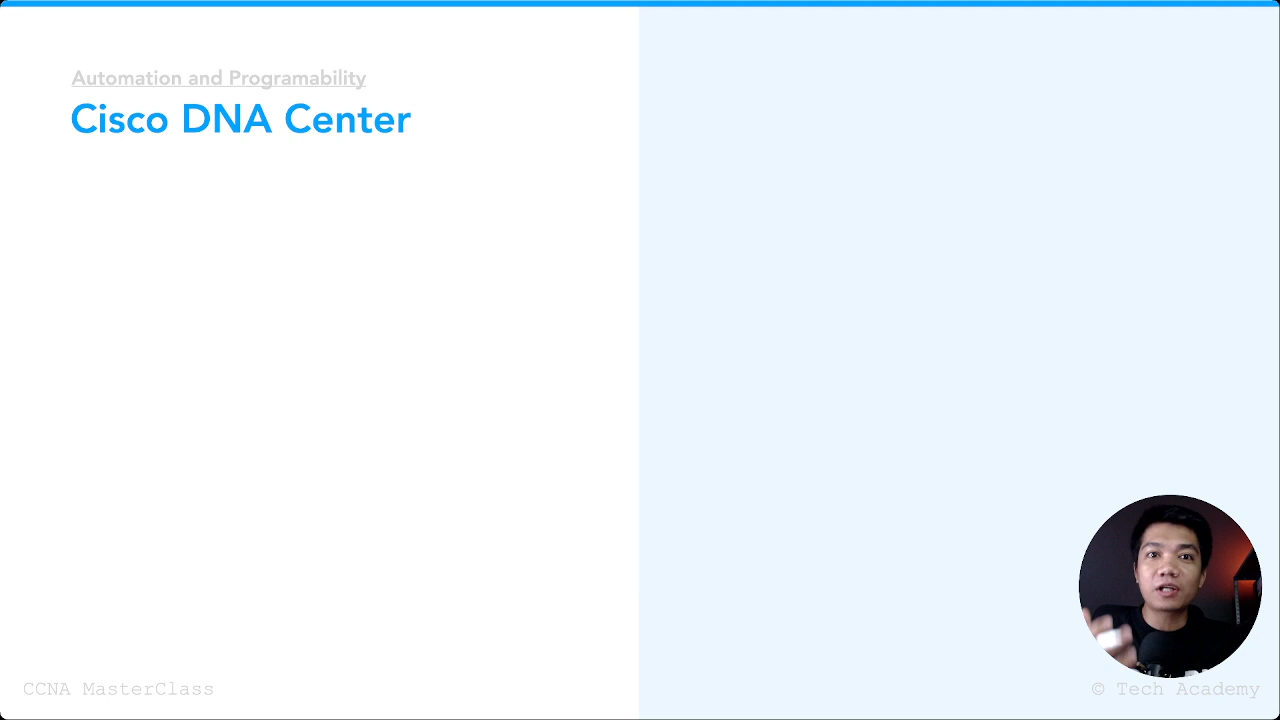 Automation and Programability
Cisco DNA Center
CCNA MasterClass
© Tech Academy